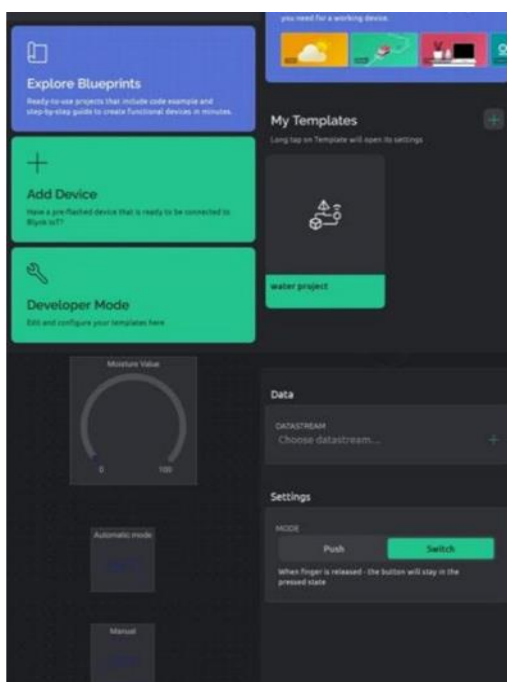 Explore Blueprints
Ready-to-use projects that include code example and
step-by-step guide to create functional devices in minutes.
Add Device
Have a pre-flashed device that is ready to be connected to
Blynk IoT?
Developer Mode
Edit and configure your templates here
you need for a working device.
My Templates
Long tap on Template will open its settings
water project
Moisture Value
0
100
Automatic mode
Manual
Data
DATASTREAM
Choose datastream...
Settings
MODE
Push
Switch
When finger is released - the button will stay in the
pressed state